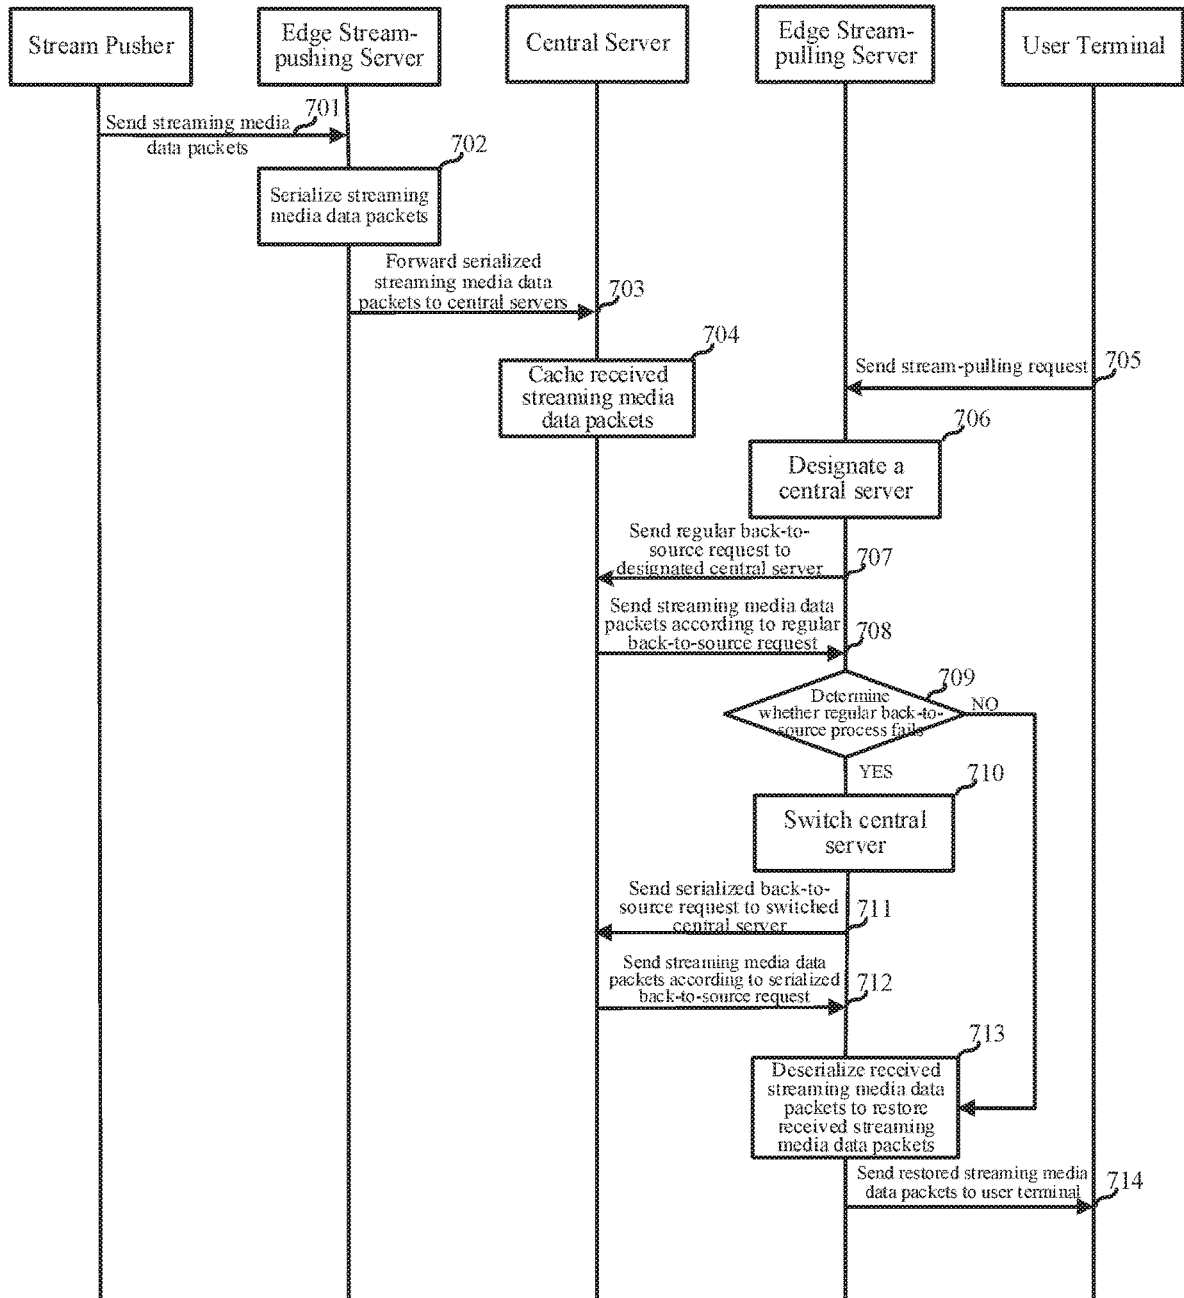 Stream Pusher
Edge Stream-
pushing Server
Central Server
Edge Stream-
pulling Server
User Terminal
701
Send streaming media
data packets
702
Serialize streaming
media data packets
Forward serialized
streaming media data
packets to central servers
703
704
Cache received
streaming media
data packets
Send stream-pulling request
705
706
Designate a
central server
Send regular back-to-
source request to
designated central server
707
Send streaming media data
packets according to regular
back-to-source request
708
709
Determine
whether regular back-to-
source process fails
NO
YES
710
Switch central
server
Send serialized back-to-
source request to switched
central server
711
Send streaming media data
packets according to serialized
back-to-source request
712
713
Deserialize received
streaming media data
packets to restore
received streaming
media data packets
Send restored streaming media
data packets to user terminal
714